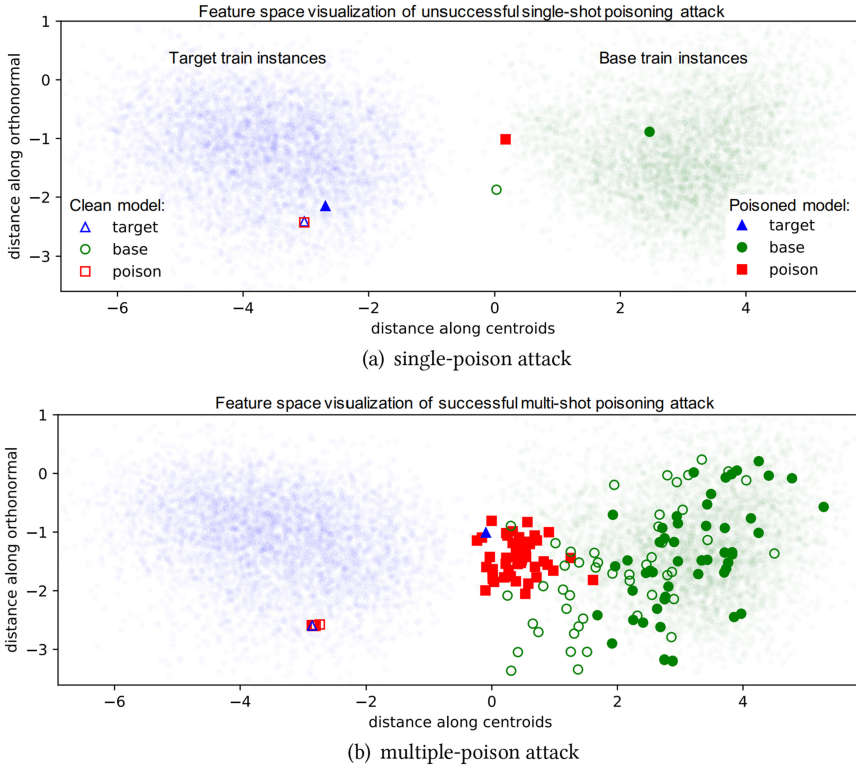 Feature space visualization of unsuccessful single-shot poisoning attack
1
0
−1
−2
−3
distance along orthonormal
Target train instances
Base train instances
Clean model:
target
base
poison
Poisoned model:
target
base
poison
−6
−4
−2
0
2
4
distance along centroids
(a) single-poison attack
Feature space visualization of successful multi-shot poisoning attack
1
0
−1
−2
−3
distance along orthonormal
−6
−4
−2
0
2
4
distance along centroids
(b) multiple-poison attack